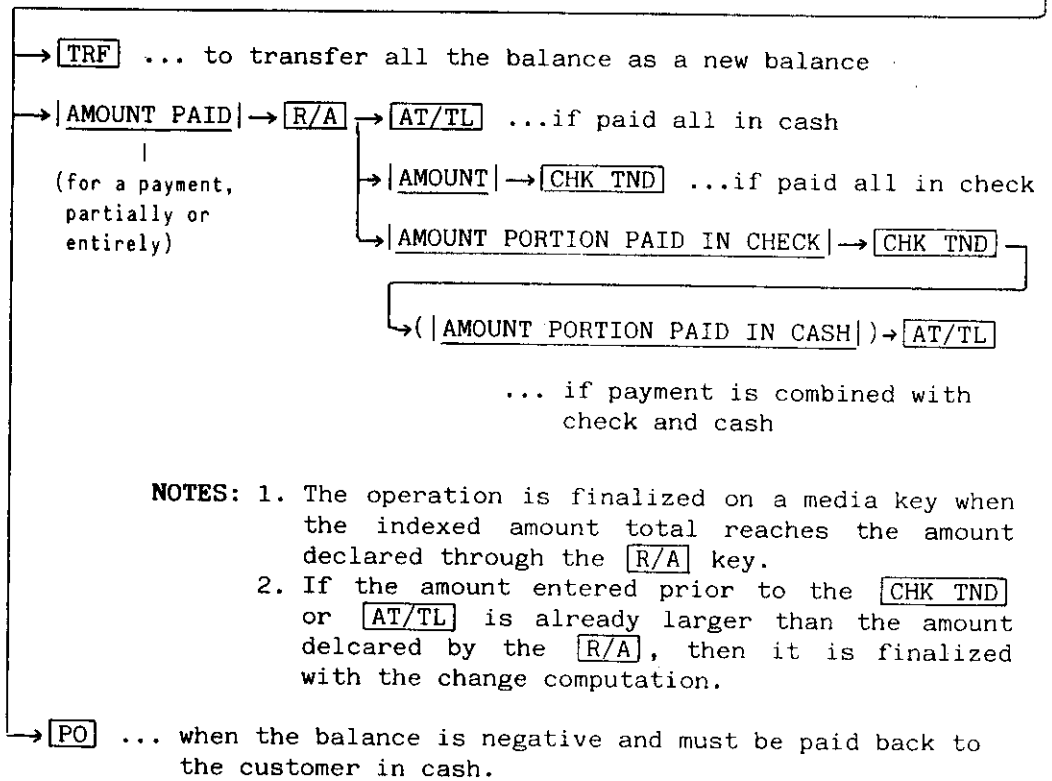 TRF ... to transfer all the balance as a new balance
AMOUNT PAID R/A AT/TL ...if paid all in cash
(for a payment,
partially or
entirely)
AMOUNT CHK TND ...if paid all in check
AMOUNT PORTION PAID IN CHECK CHK TND
(AMOUNT PORTION PAID IN CASH) AT/TL
... if payment is combined with
check and cash
NOTES: 1. The operation is finalized on a media key when
the indexed amount total reaches the amount
declared through the R/A key.
2. If the amount entered prior to the CHK TND
or AT/TL is already larger than the amount
delcared by the R/A, then it is finalized
with the change computation.
PO ... when the balance is negative and must be paid back to
the customer in cash.